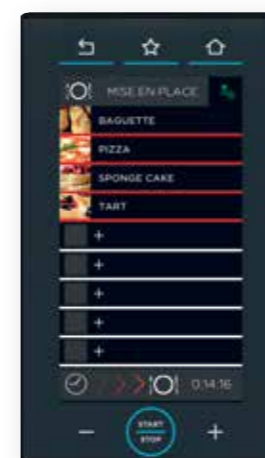 MISE EN PLACE
BAGUETTE
PIZZA
SPONGE CAKE
TART
+
+
+
+
+
0:14:16
− START STOP +